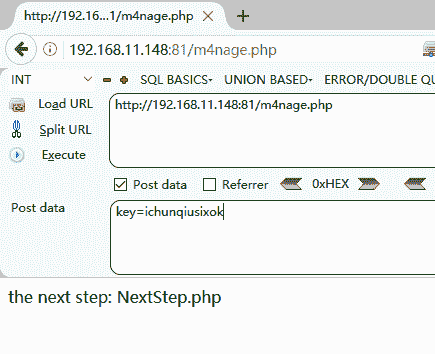 http://192.16...1/m4nage.php
192.168.11.148:81/m4nage.php
INT
SQL BASICS▾ UNION BASED▾ ERROR/DOUBLE QU
Load URL
http://192.168.11.148:81/m4nage.php
Split URL
Execute
Post data Referrer 0xHEX
Post data
key=ichunqiusixok
the next step: NextStep.php